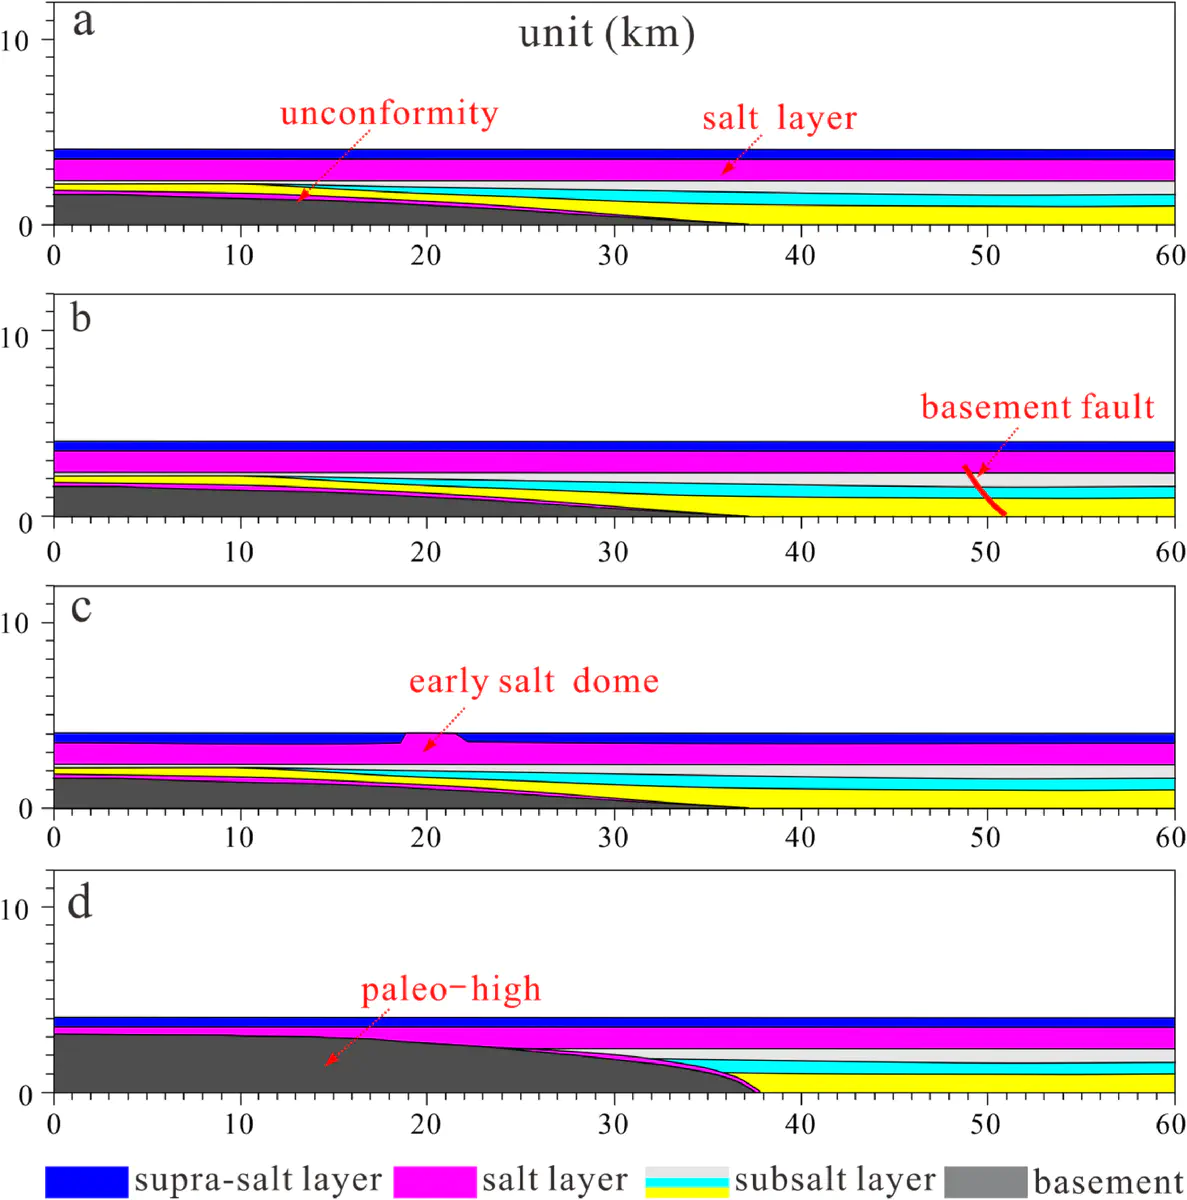 a
unit (km)
10
unconformity
salt layer
0
0 10 20 30 40 50 60
b
10
basement fault
0
0 10 20 30 40 50 60
c
10
early salt dome
0
0 10 20 30 40 50 60
d
10
paleo-high
0
0 10 20 30 40 50 60
supra-salt layer salt layer subsalt layer basement